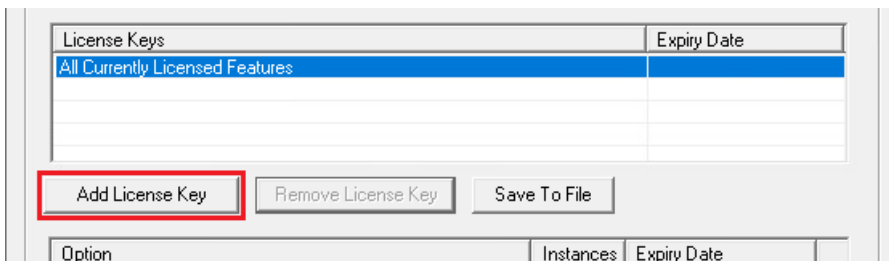 License Keys Expiry Date
All Currently Licensed Features
Add License Key Remove License Key Save To File
Option Instances Expiry Date